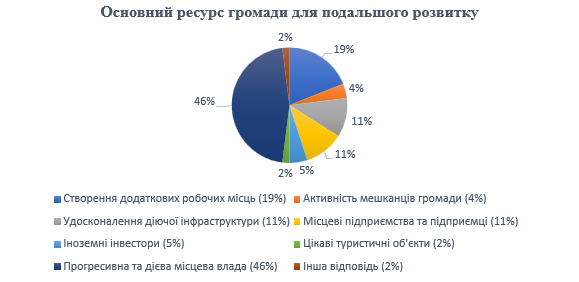 Основний ресурс громади для подальшого розвитку
2%
19%
4%
11%
11%
5%
2%
46%
Створення додаткових робочих місць (19%)
Активність мешканців громади (4%)
Удосконалення діючої інфраструктури (11%)
Місцеві підприємства та підприємці (11%)
Іноземні інвестори (5%)
Цікаві туристичні об'єкти (2%)
Прогресивна та дієва місцева влада (46%)
Інша відповідь (2%)